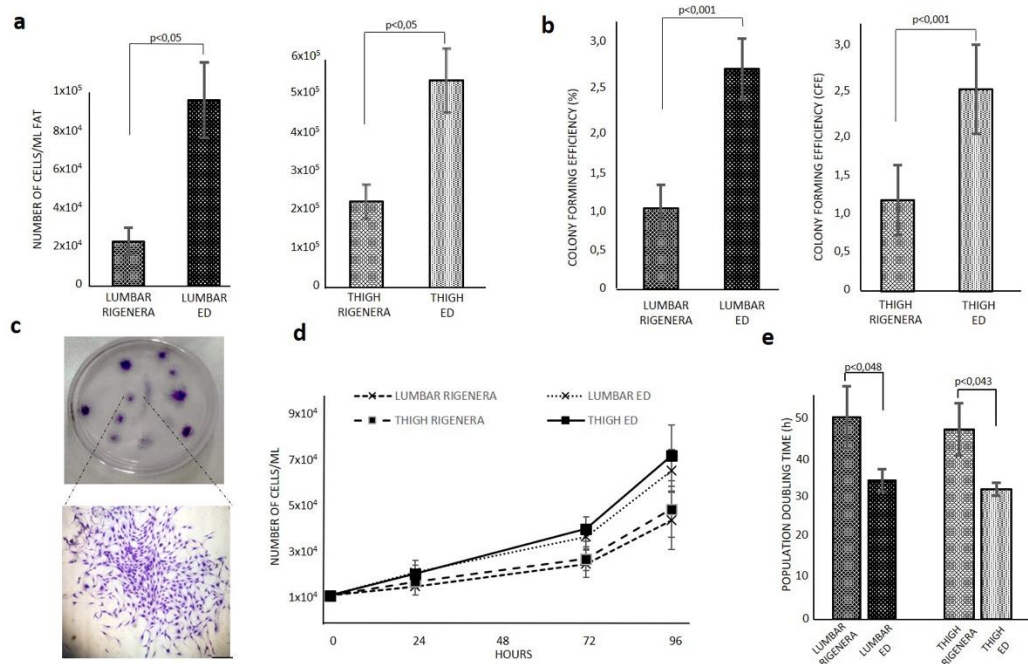 a
p<0,05
NUMBER OF CELLS/ML FAT
1x10⁵
8x10⁴
6x10⁴
4x10⁴
2x10⁴
0
LUMBAR
RIGENERA
LUMBAR
ED
p<0,05
6x10⁵
5x10⁵
4x10⁵
3x10⁵
2x10⁵
1x10⁵
0
THIGH
RIGENERA
THIGH
ED
b
p<0,001
COLONY FORMING EFFICIENCY (%)
3,0
2,5
2,0
1,5
1,0
0,5
0
LUMBAR
RIGENERA
LUMBAR
ED
p<0,001
COLONY FORMING EFFICIENCY (CFE)
3,0
2,5
2,0
1,5
1,0
0,5
0
THIGH
RIGENERA
THIGH
ED
c
d
LUMBAR RIGENERA
LUMBAR ED
THIGH RIGENERA
THIGH ED
NUMBER OF CELLS/ML
9x10⁴
7x10⁴
5x10⁴
3x10⁴
1x10⁴
0
24
48
72
96
HOURS
e
p<0,048
p<0,043
POPULATION DOUBLING TIME (h)
50
40
30
20
10
0
LUMBAR
RIGENERA
LUMBAR
ED
THIGH
RIGENERA
THIGH
ED